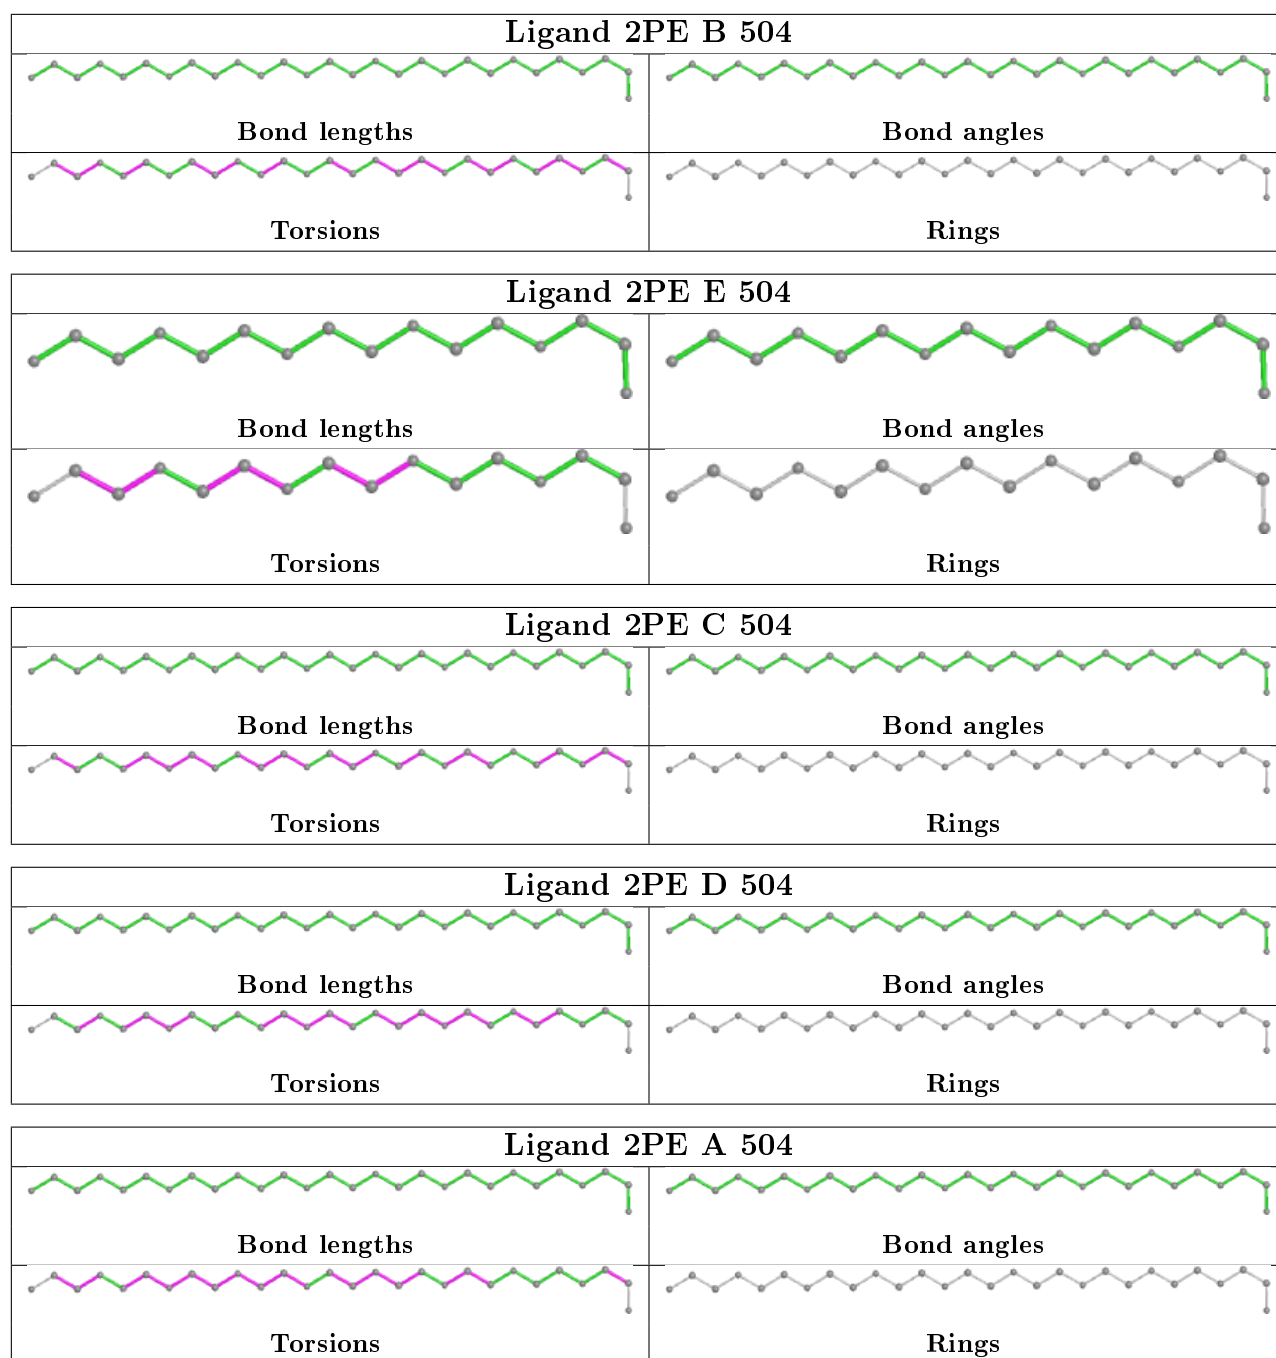 Ligand 2PE B 504
Bond lengths
Bond angles
Torsions
Rings
Ligand 2PE E 504
Bond lengths
Bond angles
Torsions
Rings
Ligand 2PE C 504
Bond lengths
Bond angles
Torsions
Rings
Ligand 2PE D 504
Bond lengths
Bond angles
Torsions
Rings
Ligand 2PE A 504
Bond lengths
Bond angles
Torsions
Rings